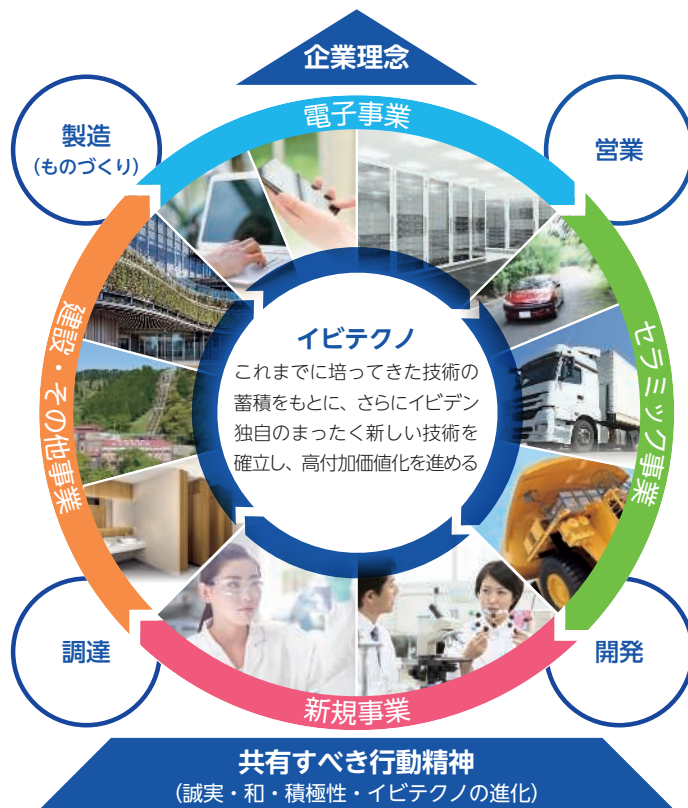 企業理念
電子事業
製造
(ものづくり)
営業
建設・その他事業
セラミック事業
イビテクノ
これまでに培ってきた技術の
蓄積をもとに、さらにイビデン
独自のまったく新しい技術を
確立し、高付加価値化を進める
調達
開発
新規事業
共有すべき行動精神
(誠実・和・積極性・イビテクノの進化)